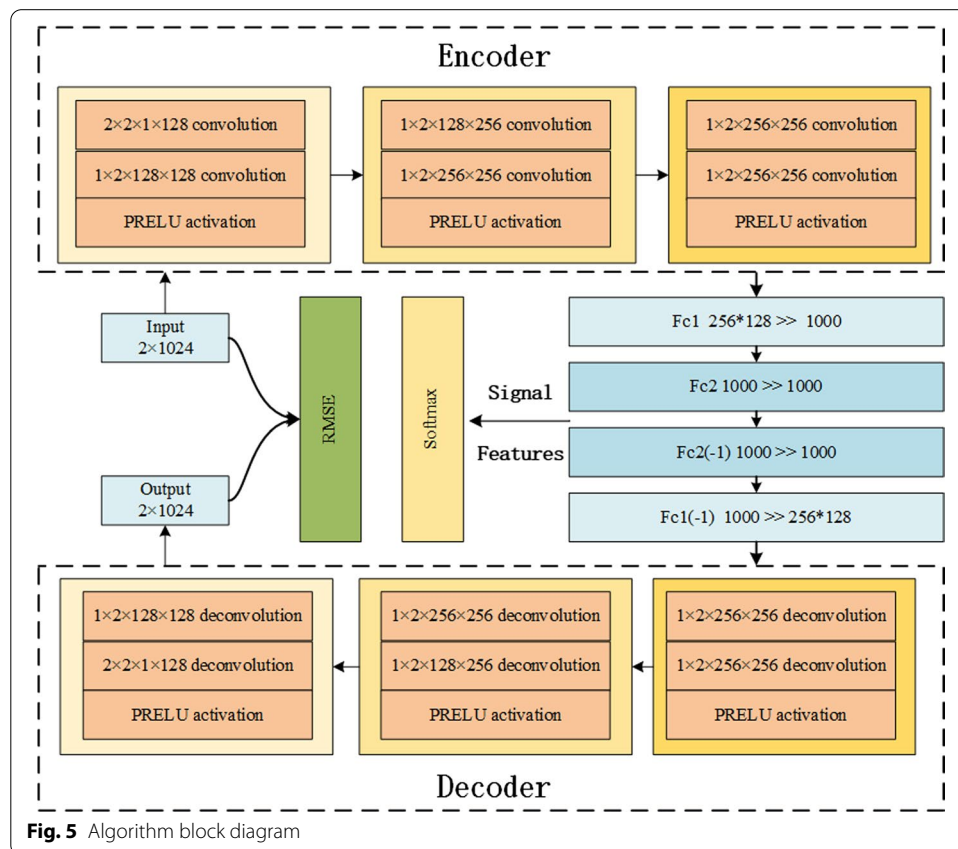 Encoder
2×2×1×128 convolution
1×2×128×128 convolution
PRELU activation
1×2×128×256 convolution
1×2×256×256 convolution
PRELU activation
1×2×256×256 convolution
1×2×256×256 convolution
PRELU activation
Input
2×1024
RMSE
Softmax
Signal
Features
Fc1 256*128 >> 1000
Fc2 1000 >> 1000
Fc2(-1) 1000 >> 1000
Fc1(-1) 1000 >> 256*128
Output
2×1024
1×2×128×128 deconvolution
2×2×1×128 deconvolution
PRELU activation
1×2×256×256 deconvolution
1×2×128×256 deconvolution
PRELU activation
1×2×256×256 deconvolution
1×2×256×256 deconvolution
PRELU activation
Decoder
Fig. 5 Algorithm block diagram